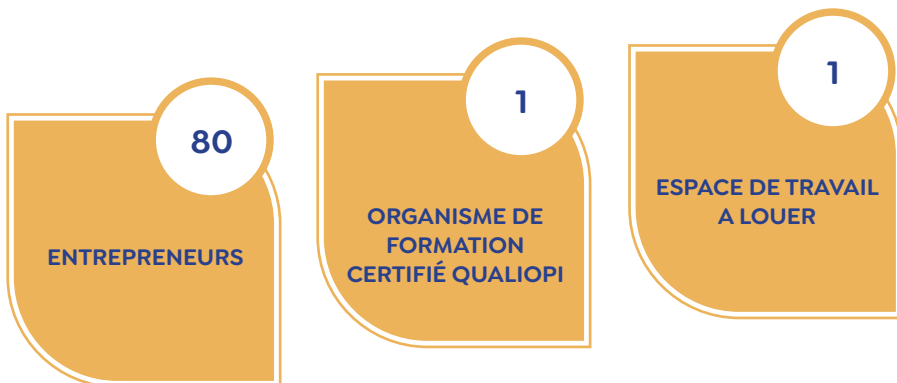 80
ENTREPRENEURS
1
ORGANISME DE
FORMATION
CERTIFIÉ QUALIOPI
1
ESPACE DE TRAVAIL
A LOUER